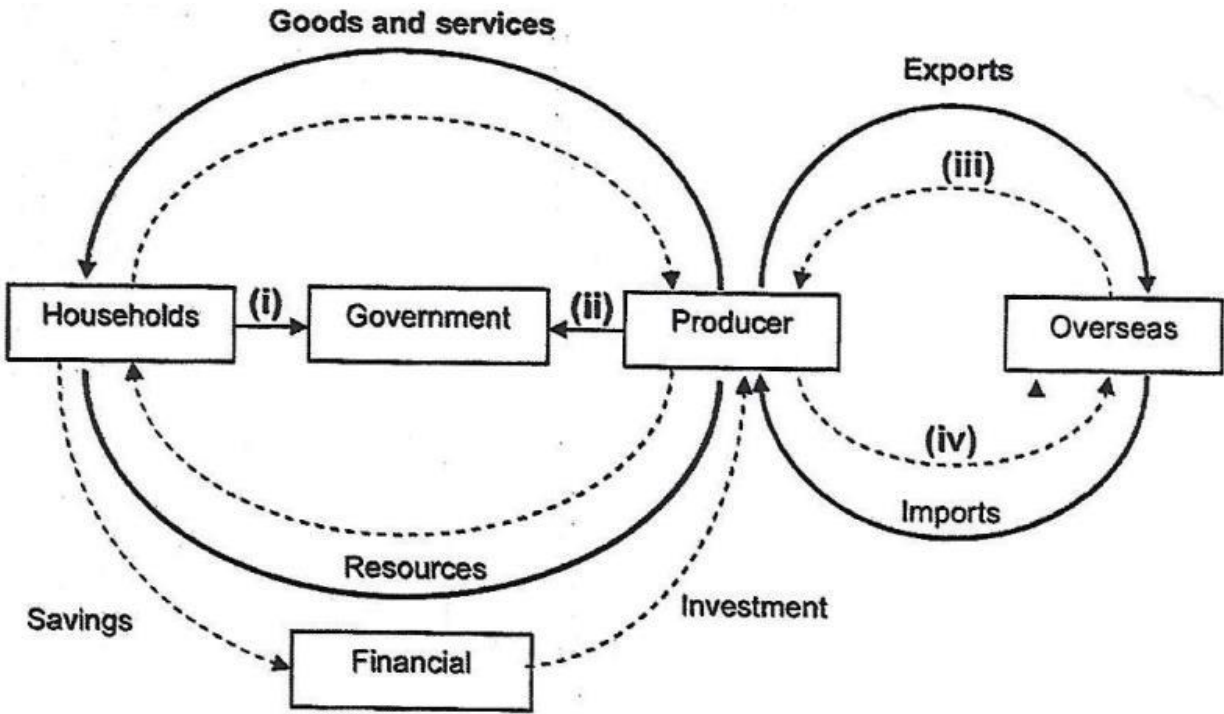 Goods and services
Exports
(iii)
Households
(i)
Government
(ii)
Producer
Overseas
(iv)
Imports
Resources
Savings
Investment
Financial